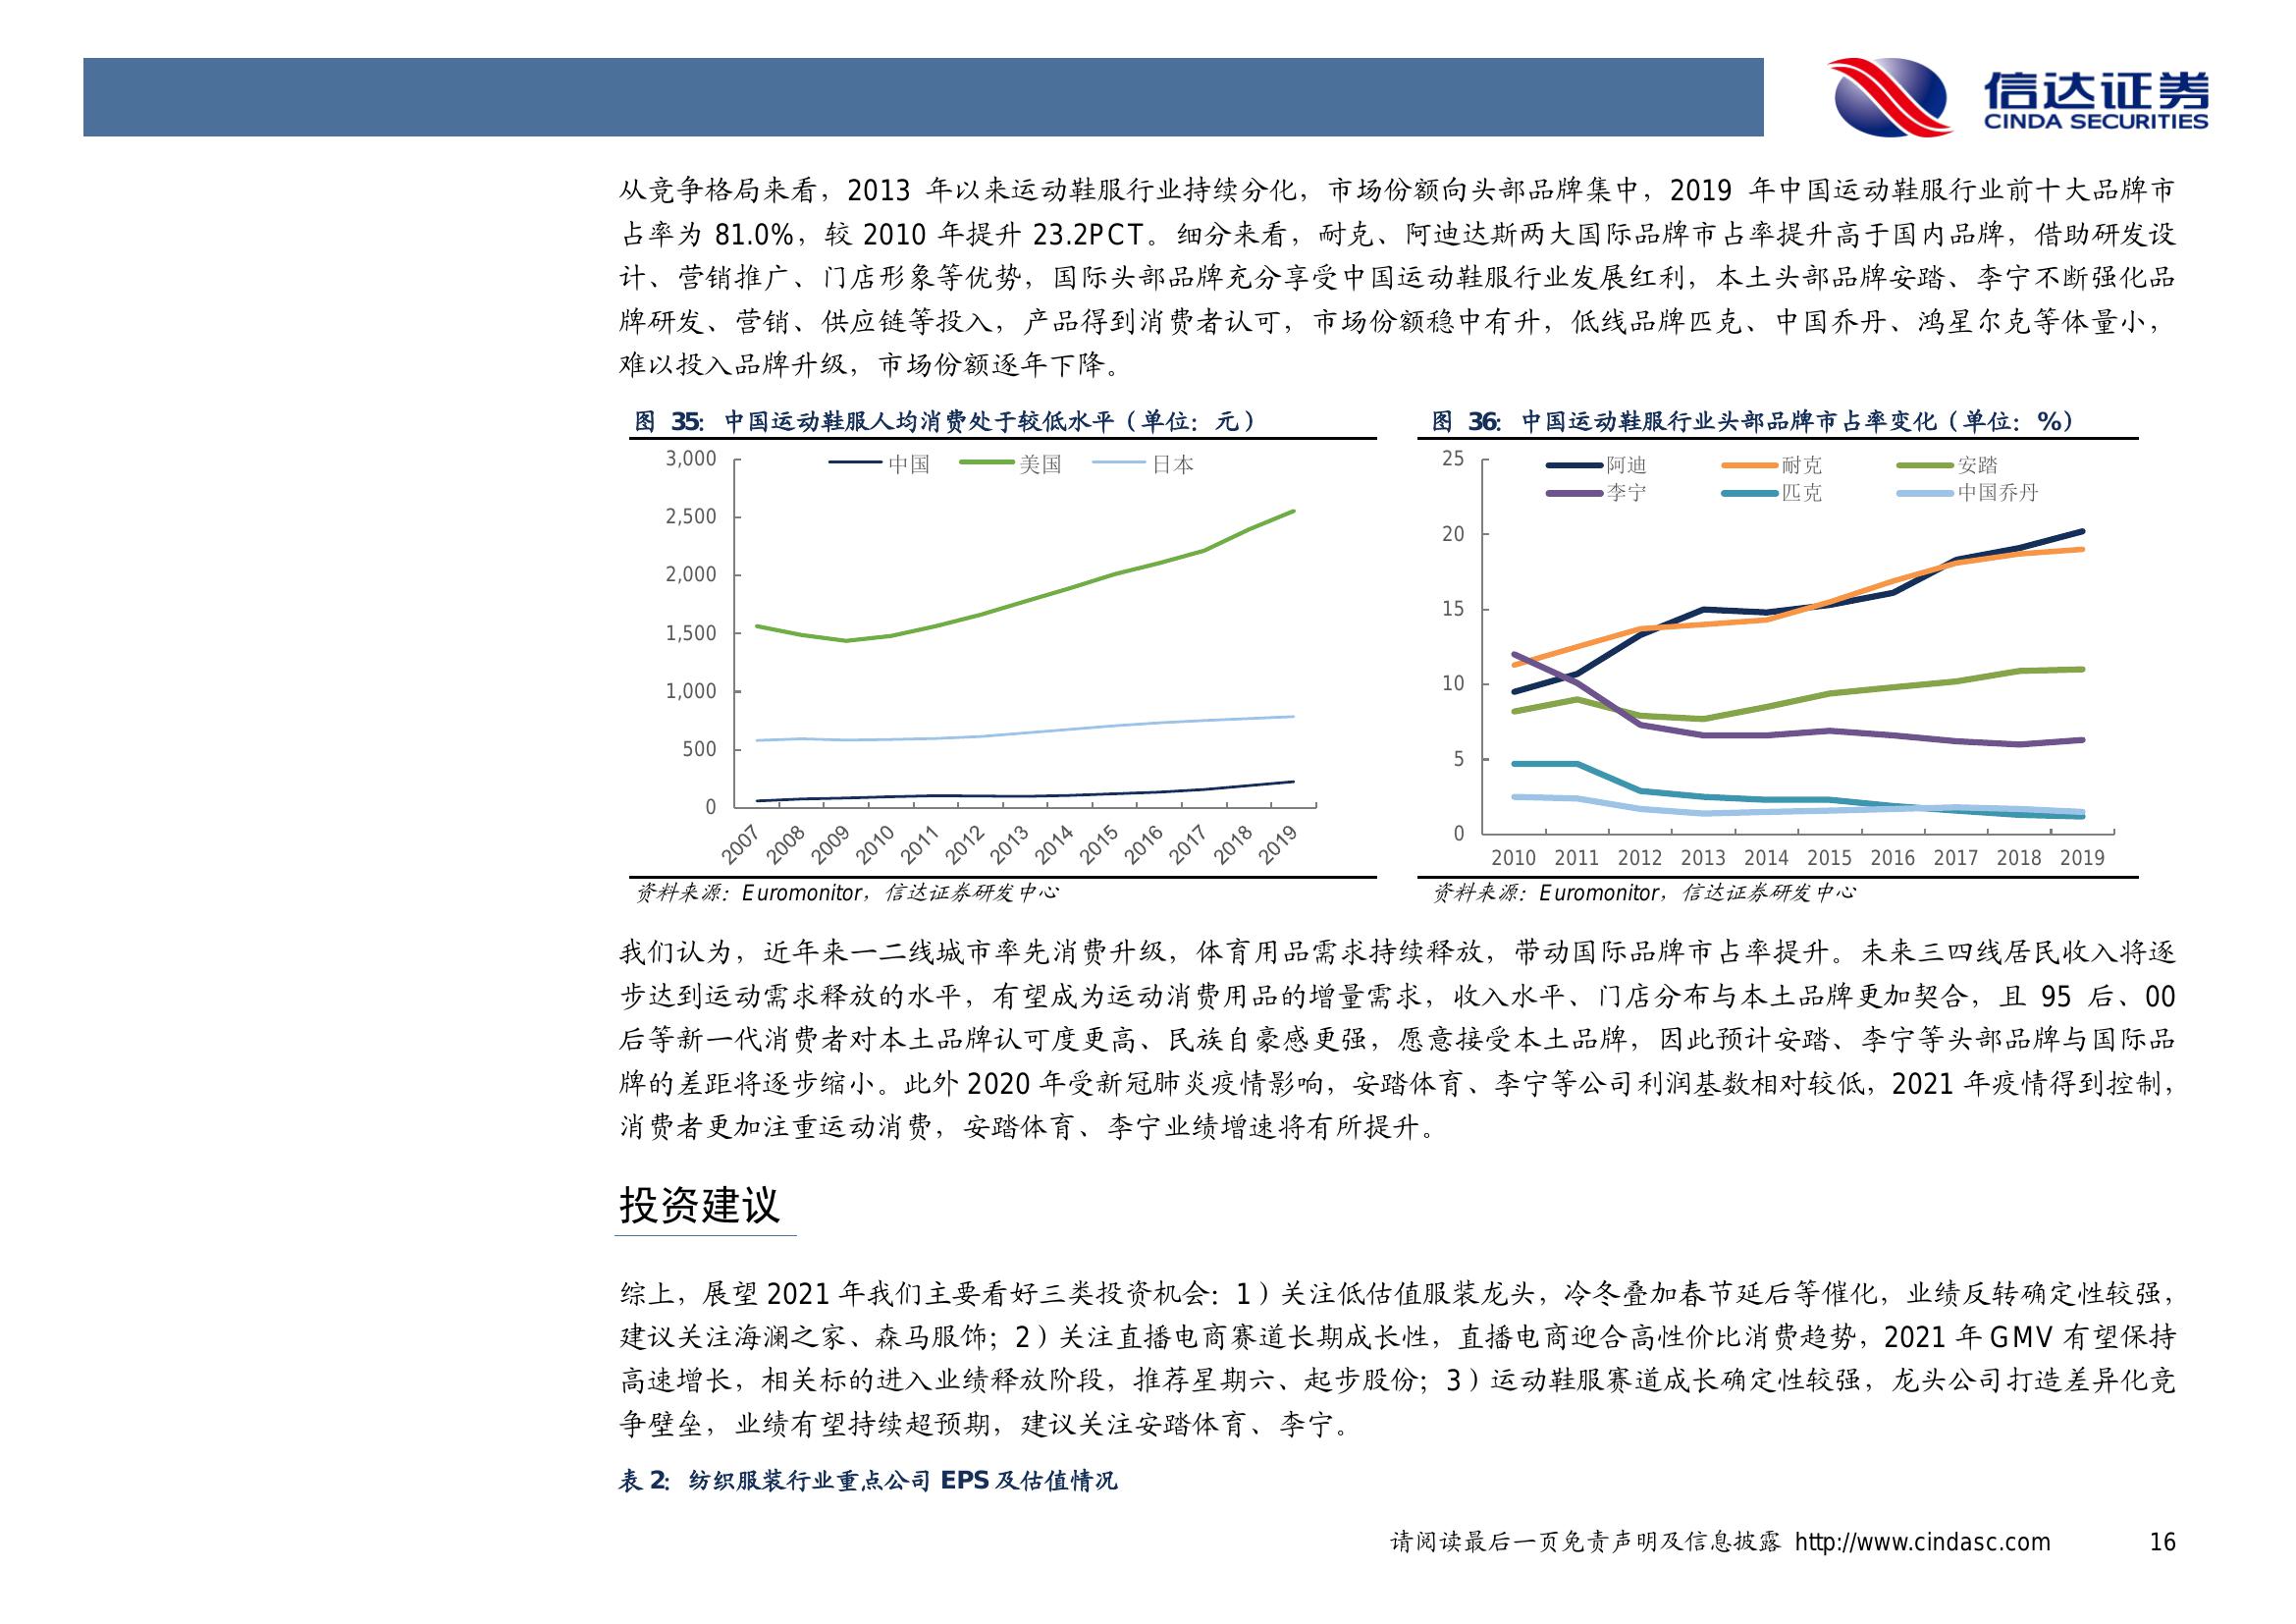 信达证券
CINDA SECURITIES
从竞争格局来看，2013 年以来运动鞋服行业持续分化，市场份额向头部品牌集中，2019 年中国运动鞋服行业前十大品牌市
占率为 81.0%，较 2010 年提升 23.2PCT。细分来看，耐克、阿迪达斯两大国际品牌市占率提升高于国内品牌，借助研发设
计、营销推广、门店形象等优势，国际头部品牌充分享受中国运动鞋服行业发展红利，本土头部品牌安踏、李宁不断强化品
牌研发、营销、供应链等投入，产品得到消费者认可，市场份额稳中有升，低线品牌匹克、中国乔丹、鸿星尔克等体量小，
难以投入品牌升级，市场份额逐年下降。
图 35：中国运动鞋服人均消费处于较低水平（单位：元）
中国 美国 日本
3,000
2,500
2,000
1,500
1,000
500
0
2007 2008 2009 2010 2011 2012 2013 2014 2015 2016 2017 2018 2019
资料来源：Euromonitor，信达证券研发中心
图 36：中国运动鞋服行业头部品牌市占率变化（单位：%）
阿迪 耐克 安踏
李宁 匹克 中国乔丹
25
20
15
10
5
0
2010 2011 2012 2013 2014 2015 2016 2017 2018 2019
资料来源：Euromonitor，信达证券研发中心
我们认为，近年来一二线城市率先消费升级，体育用品需求持续释放，带动国际品牌市占率提升。未来三四线居民收入将逐
步达到运动需求释放的水平，有望成为运动消费用品的增量需求，收入水平、门店分布与本土品牌更加契合，且 95 后、00
后等新一代消费者对本土品牌认可度更高、民族自豪感更强，愿意接受本土品牌，因此预计安踏、李宁等头部品牌与国际品
牌的差距将逐步缩小。此外 2020 年受新冠肺炎疫情影响，安踏体育、李宁等公司利润基数相对较低，2021 年疫情得到控制，
消费者更加注重运动消费，安踏体育、李宁业绩增速将有所提升。
投资建议
综上，展望 2021 年我们主要看好三类投资机会：1）关注低估值服装龙头，冷冬叠加春节延后等催化，业绩反转确定性较强，
建议关注海澜之家、森马服饰；2）关注直播电商赛道长期成长性，直播电商迎合高性价比消费趋势，2021 年 GMV 有望保持
高速增长，相关标的进入业绩释放阶段，推荐星期六、起步股份；3）运动鞋服赛道成长确定性较强，龙头公司打造差异化竞
争壁垒，业绩有望持续超预期，建议关注安踏体育、李宁。
表 2：纺织服装行业重点公司 EPS 及估值情况
请阅读最后一页免责声明及信息披露 http://www.cindasc.com 16